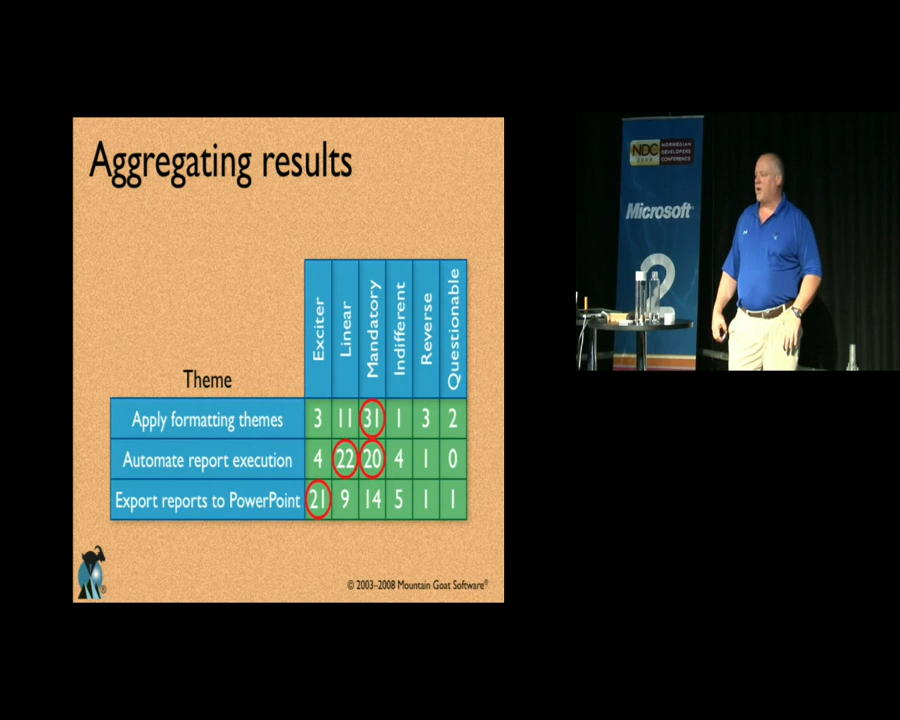 Aggregating results
Theme
Exciter
Linear
Mandatory
Indifferent
Reverse
Questionable
Apply formatting themes 3 11 31 1 3 2
Automate report execution 4 22 20 4 1 0
Export reports to PowerPoint 21 9 14 5 1 1
® © 2003–2008 Mountain Goat Software®
NDC
NORWEGIAN
DEVELOPERS
CONFERENCE
Microsoft
2